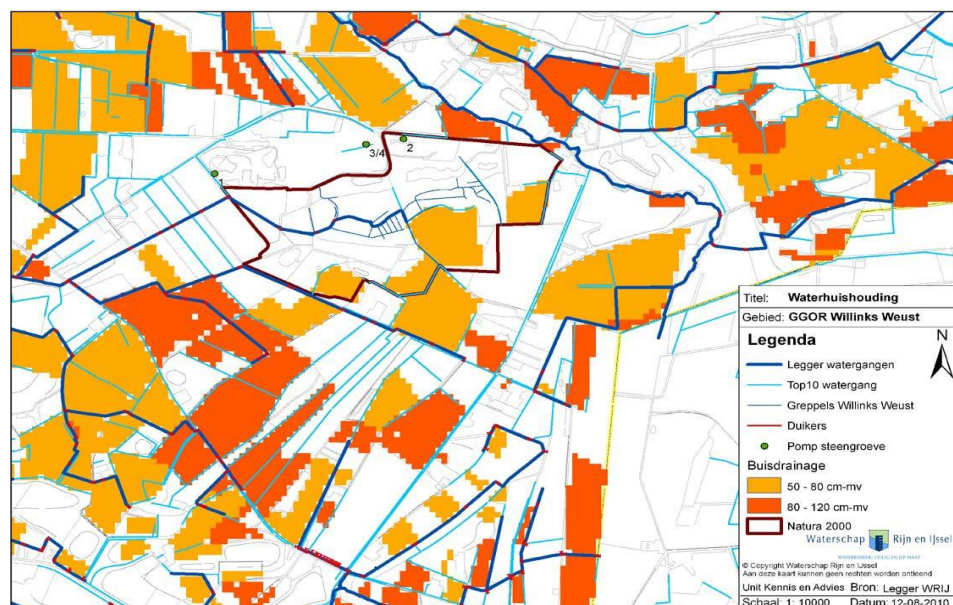 3/4
2
Titel: Waterhuishouding
Gebied: GGOR Willinks Weust
Legenda
N
Legger watergangen
Top10 watergang
Greppels Willinks Weust
Duikers
Pomp steengroeve
Buisdrainage
50 - 80 cm-mv
80 - 120 cm-mv
Natura 2000
Waterschap Rijn en IJssel
© Copyright Waterschap Rijn en IJssel
Aan deze kaart kunnen geen rechten worden ontleend
Unit Kennis en Advies Bron: Legger WRIJ
Schaal: 1: 10000 Datum: 12-08-2010